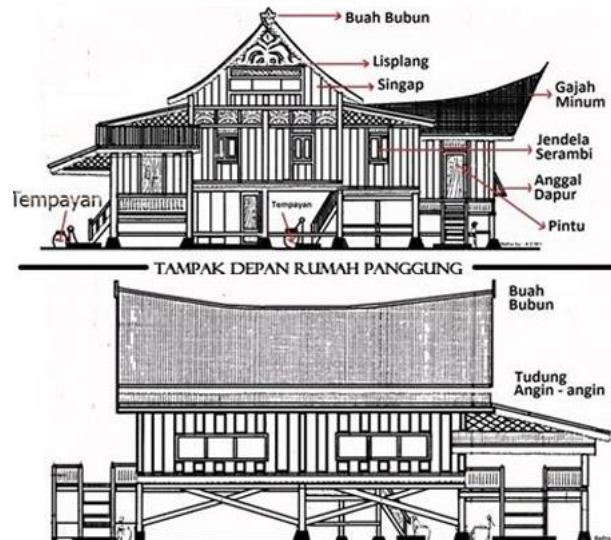 Buah Bubun
Lisplang
Singap
Gajah
Minum
Jendela
Serambi
Anggal
Dapur
Pintu
Tempayan
Tempayan
TAMPAK DEPAN RUMAH PANGGUNG
Buah
Bubun
Tudung
Angin - angin